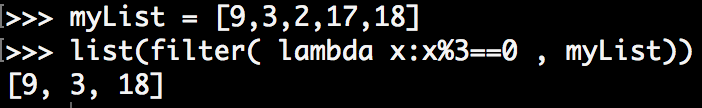 >>> myList = [9,3,2,17,18]
>>> list(filter( lambda x:x%3==0 , myList))
[9, 3, 18]